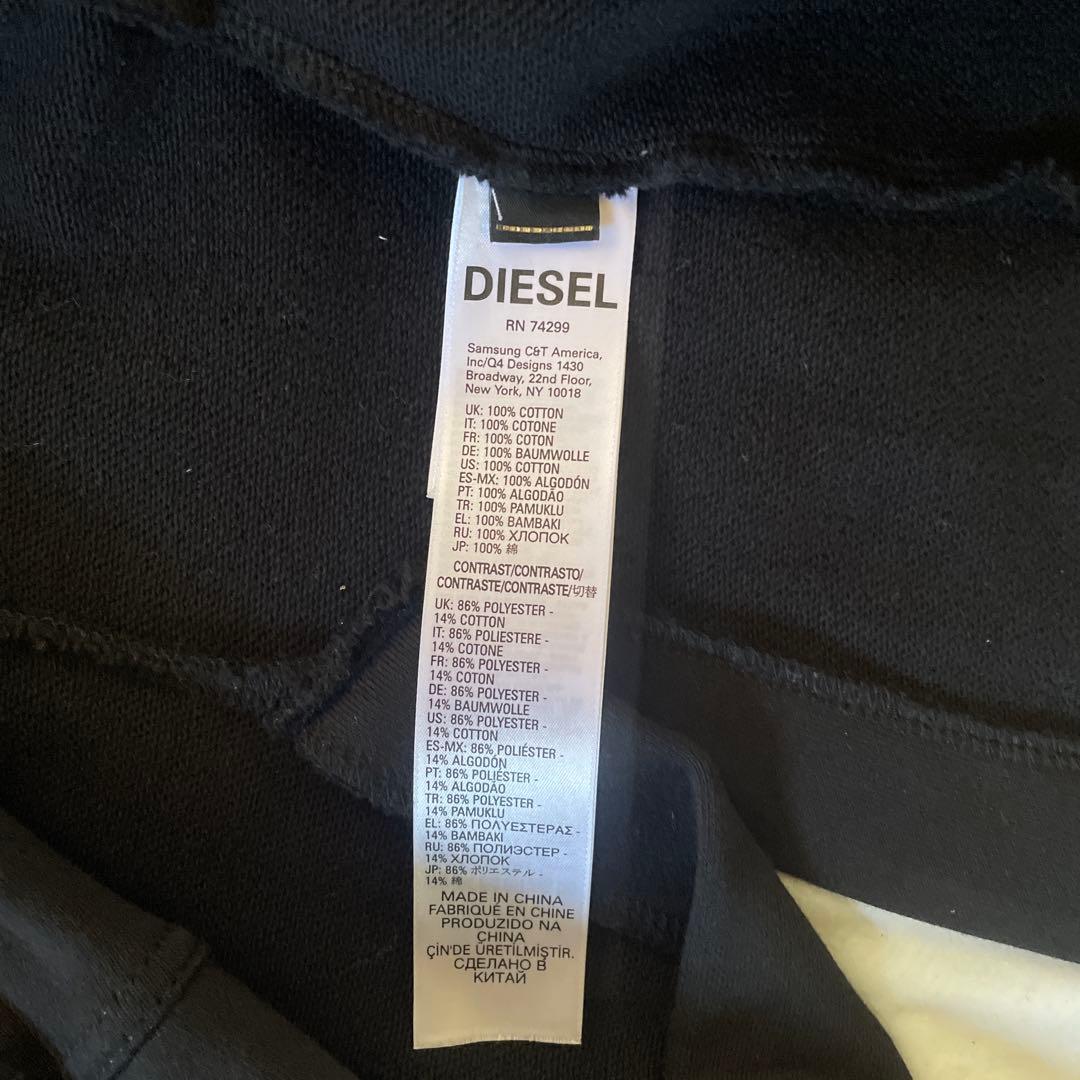 DIESEL
RN 74299
Samsung C&T America,
Inc/Q4 Designs 1430
Broadway, 22nd Floor,
New York, NY 10018
UK: 100% COTTON
IT: 100% COTONE
FR: 100% COTON
DE: 100% BAUMWOLLE
US: 100% COTTON
ES-MX: 100% ALGODÓN
PT: 100% ALGODÃO
TR: 100% PAMUKLU
EL: 100% BAMBAKI
RU: 100% ХЛОПОК
JP: 100% 綿
CONTRAST/CONTRASTO/
CONTRASTE/CONTRASTE/切替
UK: 86% POLYESTER -
14% COTTON
IT: 86% POLIESTERE -
14% COTONE
FR: 86% POLYESTER -
14% COTON
DE: 86% POLYESTER -
14% BAUMWOLLE
US: 86% POLYESTER -
14% COTTON
ES-MX: 86% POLIÉSTER -
14% ALGODÓN
PT: 86% POLIÉSTER -
14% ALGODÃO
TR: 86% POLYESTER -
14% PAMUKLU
EL: 86% ΠΟΛΥΕΣΤΕΡΑΣ -
14% BAMBAKI
RU: 86% ПОЛИЭСТЕР -
14% ХЛОПОК
JP: 86% ポリエステル -
14% 綿
MADE IN CHINA
FABRIQUÉ EN CHINE
PRODUZIDO NA
CHINA
ÇİN'DE ÜRETİLMİŞTİR.
СДЕЛАНО В
КИТАЙ